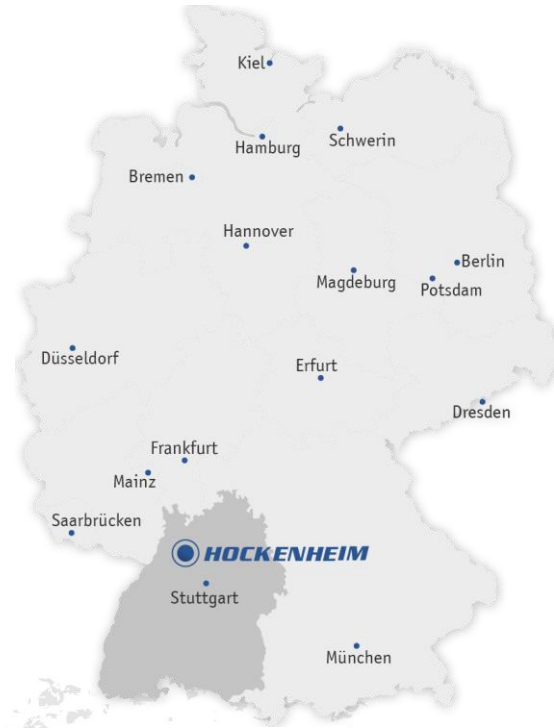 Kiel
Schwerin
Hamburg
Bremen
Hannover
Berlin
Magdeburg
Potsdam
Düsseldorf
Erfurt
Dresden
Frankfurt
Mainz
Saarbrücken
HOCKENHEIM
Stuttgart
München